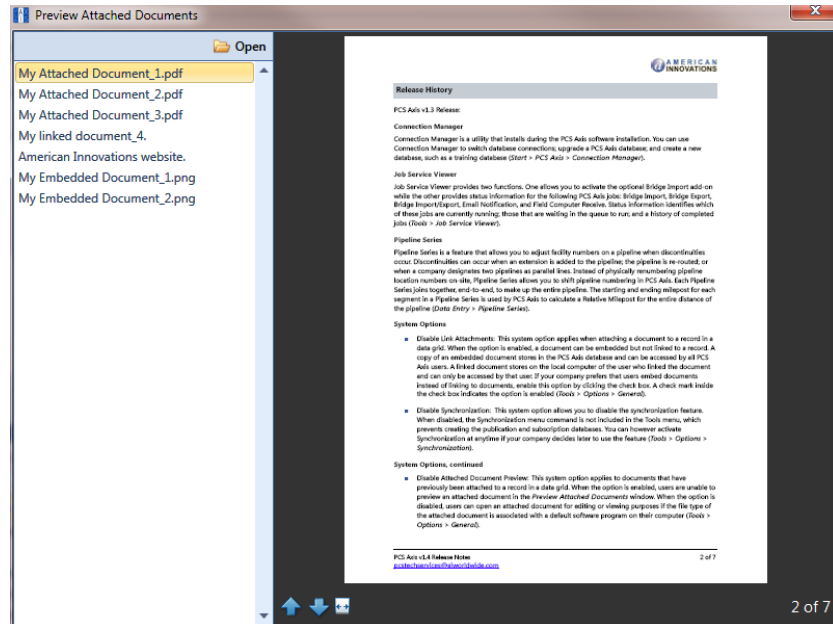 Preview Attached Documents
Open
My Attached Document_1.pdf
My Attached Document_2.pdf
My Attached Document_3.pdf
My linked document_4.
American Innovations website.
My Embedded Document_1.png
My Embedded Document_2.png
AMERICAN
INNOVATIONS
Release History
PCS Axis v1.3 Release:
Connection Manager
Connection Manager is a utility that installs during the PCS Axis software installation. You can use
Connection Manager to switch database connections; upgrade a PCS Axis database; and create a new
database, such as a training database (Start > PCS Axis > Connection Manager).
Job Service Viewer
Job Service Viewer provides two functions. One allows you to activate the optional Bridge Import add-on
while the other provides status information for the following PCS Axis jobs: Bridge Import, Bridge Export,
Bridge Import/Export, Email Notification, and Field Computer Receive. Status information identifies which
of these jobs are currently running; those that are waiting in the queue to run; and a history of completed
jobs (Tools > Job Service Viewer).
Pipeline Series
Pipeline Series is a feature that allows you to adjust facility numbers on a pipeline when discontinuities
occur. Discontinuities can occur when an extension is added to the pipeline; the pipeline is re-routed; or
when a company designates two pipelines as parallel lines. Instead of physically renumbering pipeline
location numbers on-site, Pipeline Series allows you to shift pipeline numbering in PCS Axis. Each Pipeline
Series joins together, end-to-end, to make up the entire pipeline. The starting and ending milepost for each
segment in a Pipeline Series is used by PCS Axis to calculate a Relative Milepost for the entire distance of
the pipeline (Data Entry > Pipeline Series).
System Options
Disable Link Attachments: This system option applies when attaching a document to a record in a
data grid. When the option is enabled, a document can be embedded but not linked to a record. A
copy of an embedded document stores in the PCS Axis database and can be accessed by all PCS
Axis users. A linked document stores on the local computer of the user who linked the document
and can only be accessed by that user. If your company prefers that users embed documents
instead of linking to documents, enable this option by clicking the check box. A check mark inside
the check box indicates the option is enabled (Tools > Options > General).
Disable Synchronization: This system option allows you to disable the synchronization feature.
When disabled, the Synchronization menu command is not included in the Tools menu, which
prevents creating the publication and subscription databases. You can however activate
Synchronization at anytime if your company decides later to use the feature (Tools > Options >
Synchronization).
System Options, continued
Disable Attached Document Preview: This system option applies to documents that have
previously been attached to a record in a data grid. When the option is enabled, users are unable to
preview an attached document in the Preview Attached Documents window. When the option is
disabled, users can open an attached document for editing or viewing purposes if the file type of
the attached document is associated with a default software program on their computer (Tools >
Options > General).
PCS Axis v1.4 Release Notes
2 of 7
pcstechservices@aiworldwide.com
2 of 7